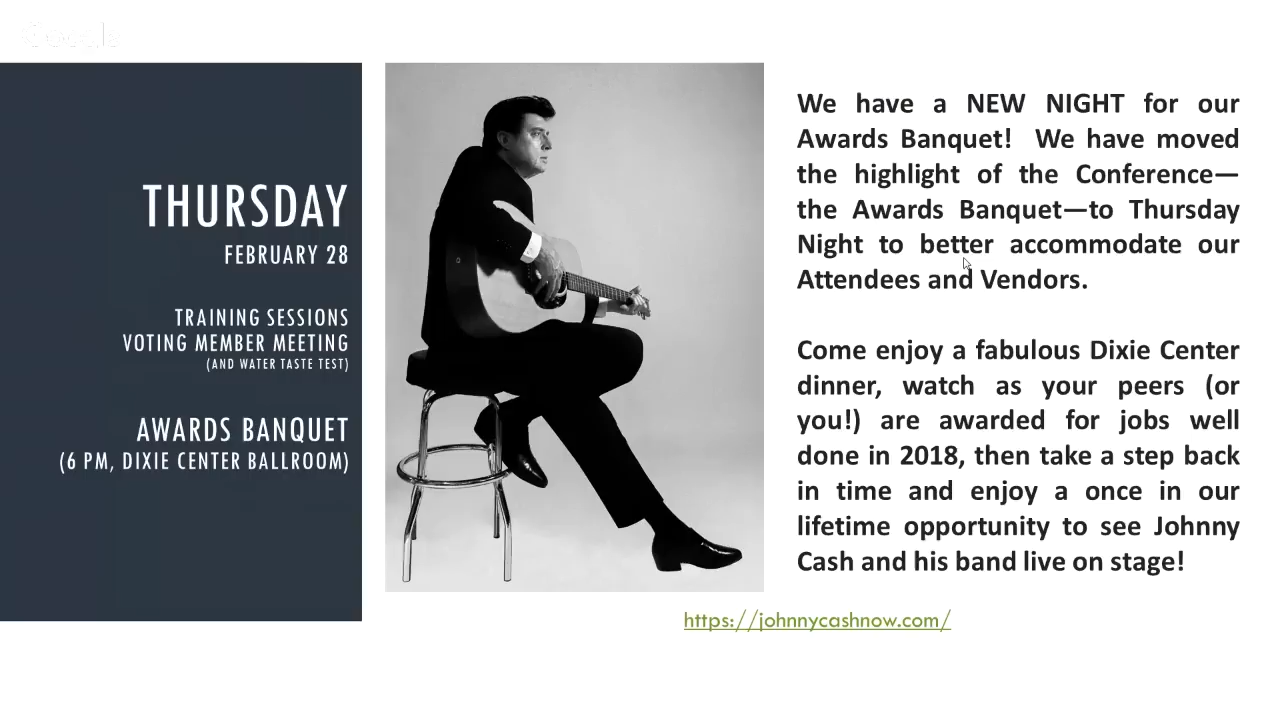 THURSDAY
FEBRUARY 28
TRAINING SESSIONS
VOTING MEMBER MEETING
(AND WATER TASTE TEST)
AWARDS BANQUET
(6 PM, DIXIE CENTER BALLROOM)
We have a NEW NIGHT for our
Awards Banquet! We have moved
the highlight of the Conference—
the Awards Banquet—to Thursday
Night to better accommodate our
Attendees and Vendors.
Come enjoy a fabulous Dixie Center
dinner, watch as your peers (or
you!) are awarded for jobs well
done in 2018, then take a step back
in time and enjoy a once in our
lifetime opportunity to see Johnny
Cash and his band live on stage!
https://johnnycashnow.com/